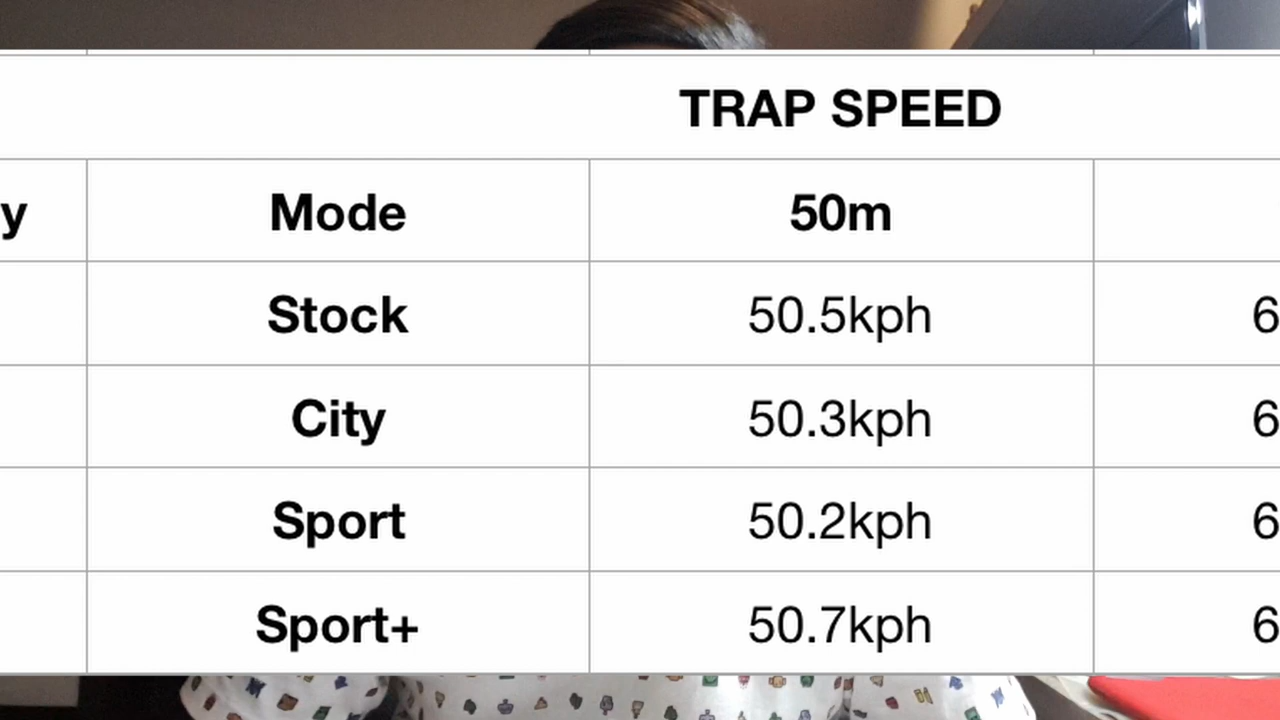 TRAP SPEED
y Mode 50m
Stock 50.5kph 6
City 50.3kph 6
Sport 50.2kph 6
Sport+ 50.7kph 6